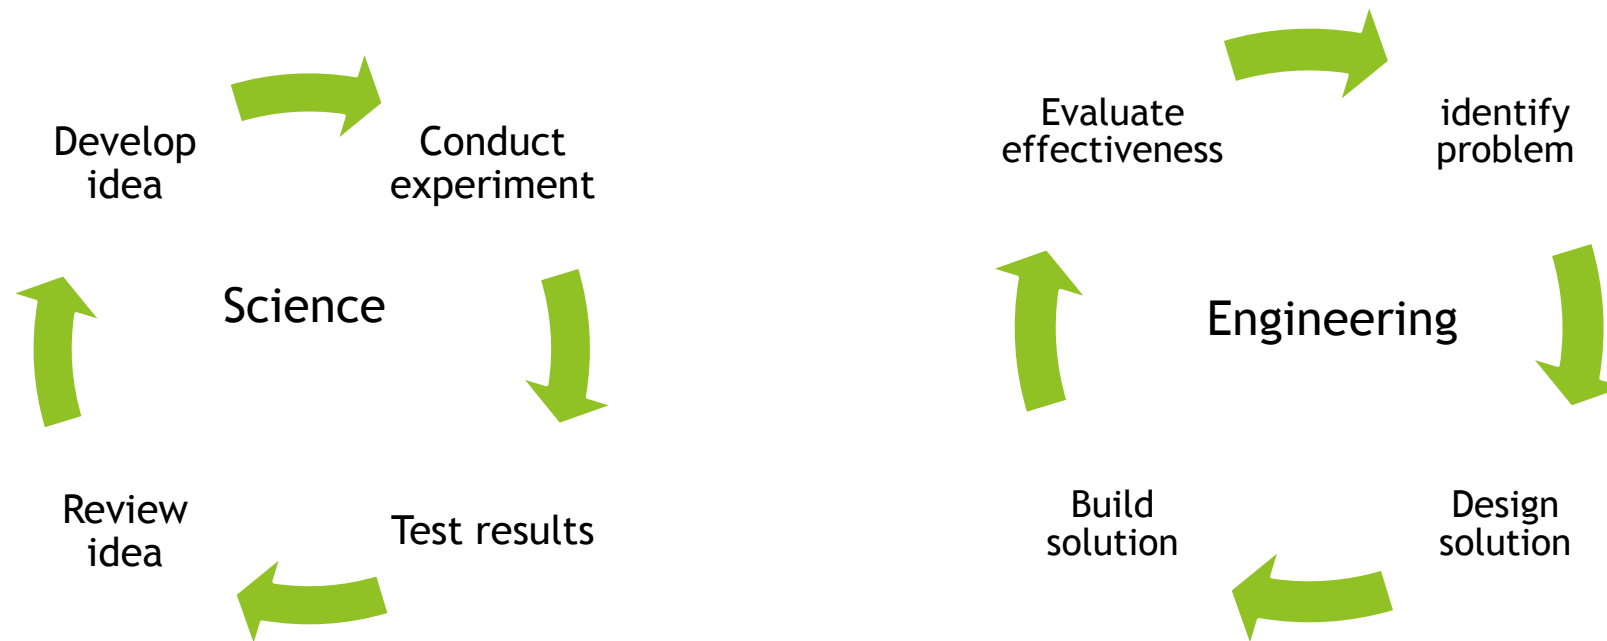 Develop
idea
Conduct
experiment
Science
Review
idea
Test results
Evaluate
effectiveness
identify
problem
Engineering
Build
solution
Design
solution